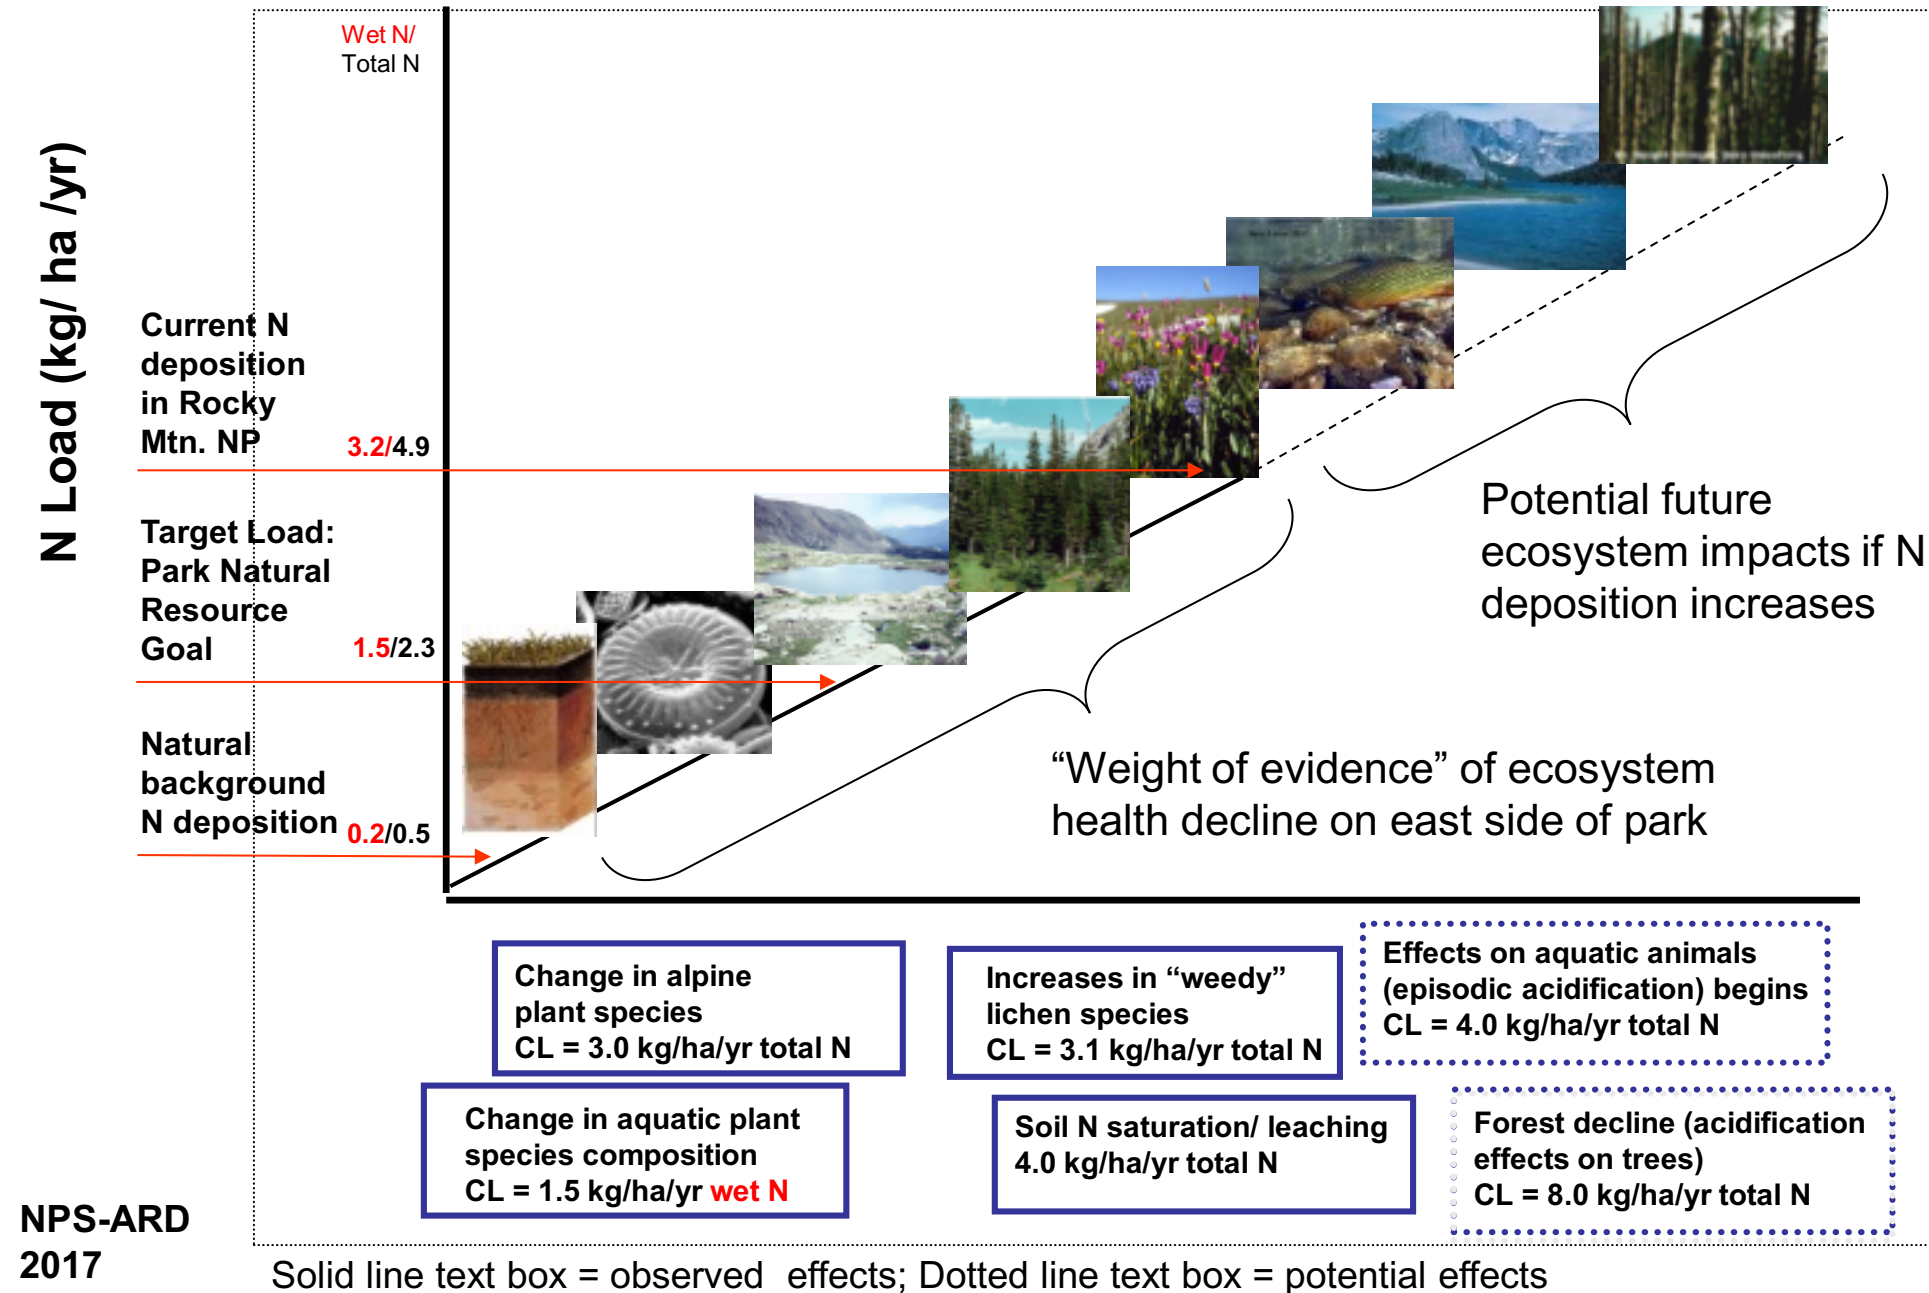 Wet N/
Total N
N Load (kg/ ha /yr)
Current N
deposition
in Rocky
Mtn. NP
3.2/4.9
Target Load:
Park Natural
Resource
Goal
1.5/2.3
Natural
background
N deposition
0.2/0.5
Potential future
ecosystem impacts if N
deposition increases
“Weight of evidence” of ecosystem
health decline on east side of park
Change in alpine
plant species
CL = 3.0 kg/ha/yr total N
Increases in “weedy”
lichen species
CL = 3.1 kg/ha/yr total N
Effects on aquatic animals
(episodic acidification) begins
CL = 4.0 kg/ha/yr total N
Change in aquatic plant
species composition
CL = 1.5 kg/ha/yr wet N
Soil N saturation/ leaching
4.0 kg/ha/yr total N
Forest decline (acidification
effects on trees)
CL = 8.0 kg/ha/yr total N
NPS-ARD
2017
Solid line text box = observed effects; Dotted line text box = potential effects